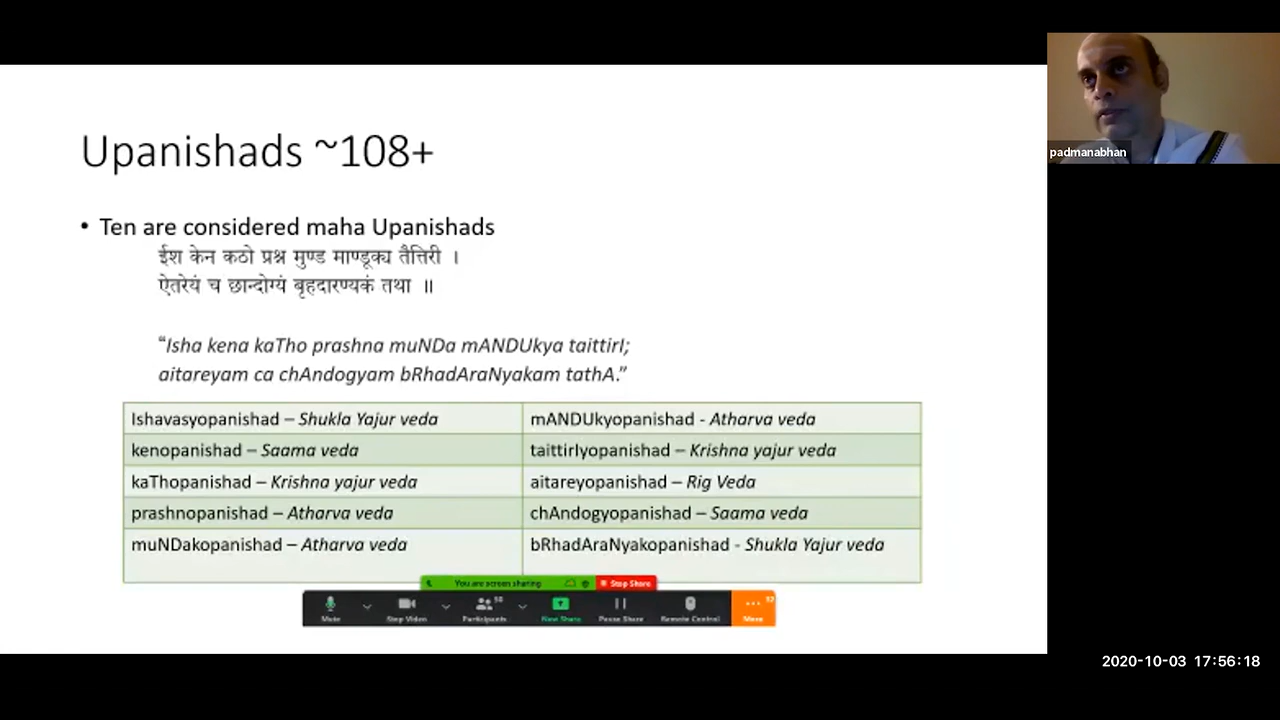 Upanishads ~108+
• Ten are considered maha Upanishads
ईश केन कठो प्रश्न मुण्ड माण्डूक्य तैत्तिरी ।
ऐतरेयं च छान्दोग्यं बृहदारण्यकं तथा ॥
“Isha kena kaTho prashna muNDa mANDUkya taittirI;
aitareyam ca chAndogyam bRhadAraNyakam tathA.”
Ishavasyopanishad – Shukla Yajur veda
mANDUkyopanishad - Atharva veda
kenopanishad – Saama veda
taittirIyopanishad – Krishna yajur veda
kaThopanishad – Krishna yajur veda
aitareyopanishad – Rig Veda
prashnopanishad – Atharva veda
chAndogyopanishad – Saama veda
muNDakopanishad – Atharva veda
bRhadAraNyakopanishad - Shukla Yajur veda
You are screen sharing
Stop Share
Mute
Stop Video
Participants
New Share
Pause Share
Remote Control
More
padmanabhan
2020-10-03 17:56:18